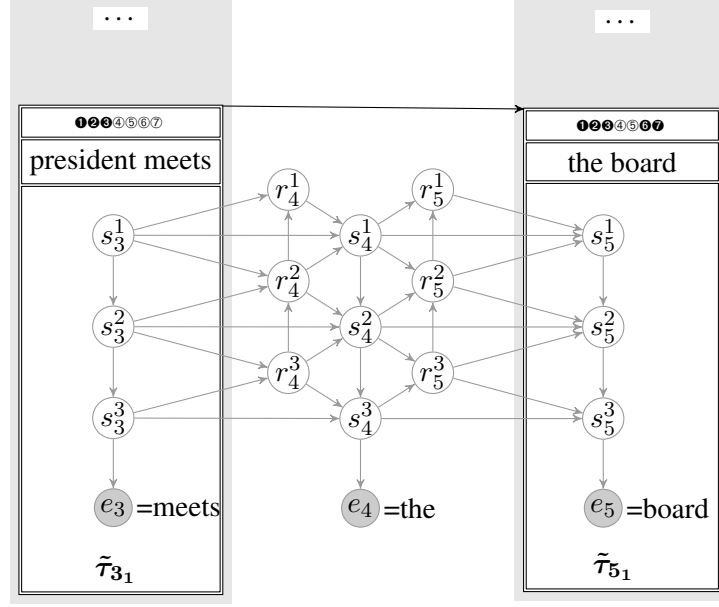 ... ...
❶❷❸④⑤⑥⑦ ❶❷❸④⑤❻❼
president meets the board
r_4^1 r_5^1
s_3^1 s_4^1 s_5^1
r_4^2 r_5^2
s_3^2 s_4^2 s_5^2
r_4^3 r_5^3
s_3^3 s_4^3 s_5^3
e_3=meets e_4=the e_5=board
τ̃_{3_1} τ̃_{5_1}